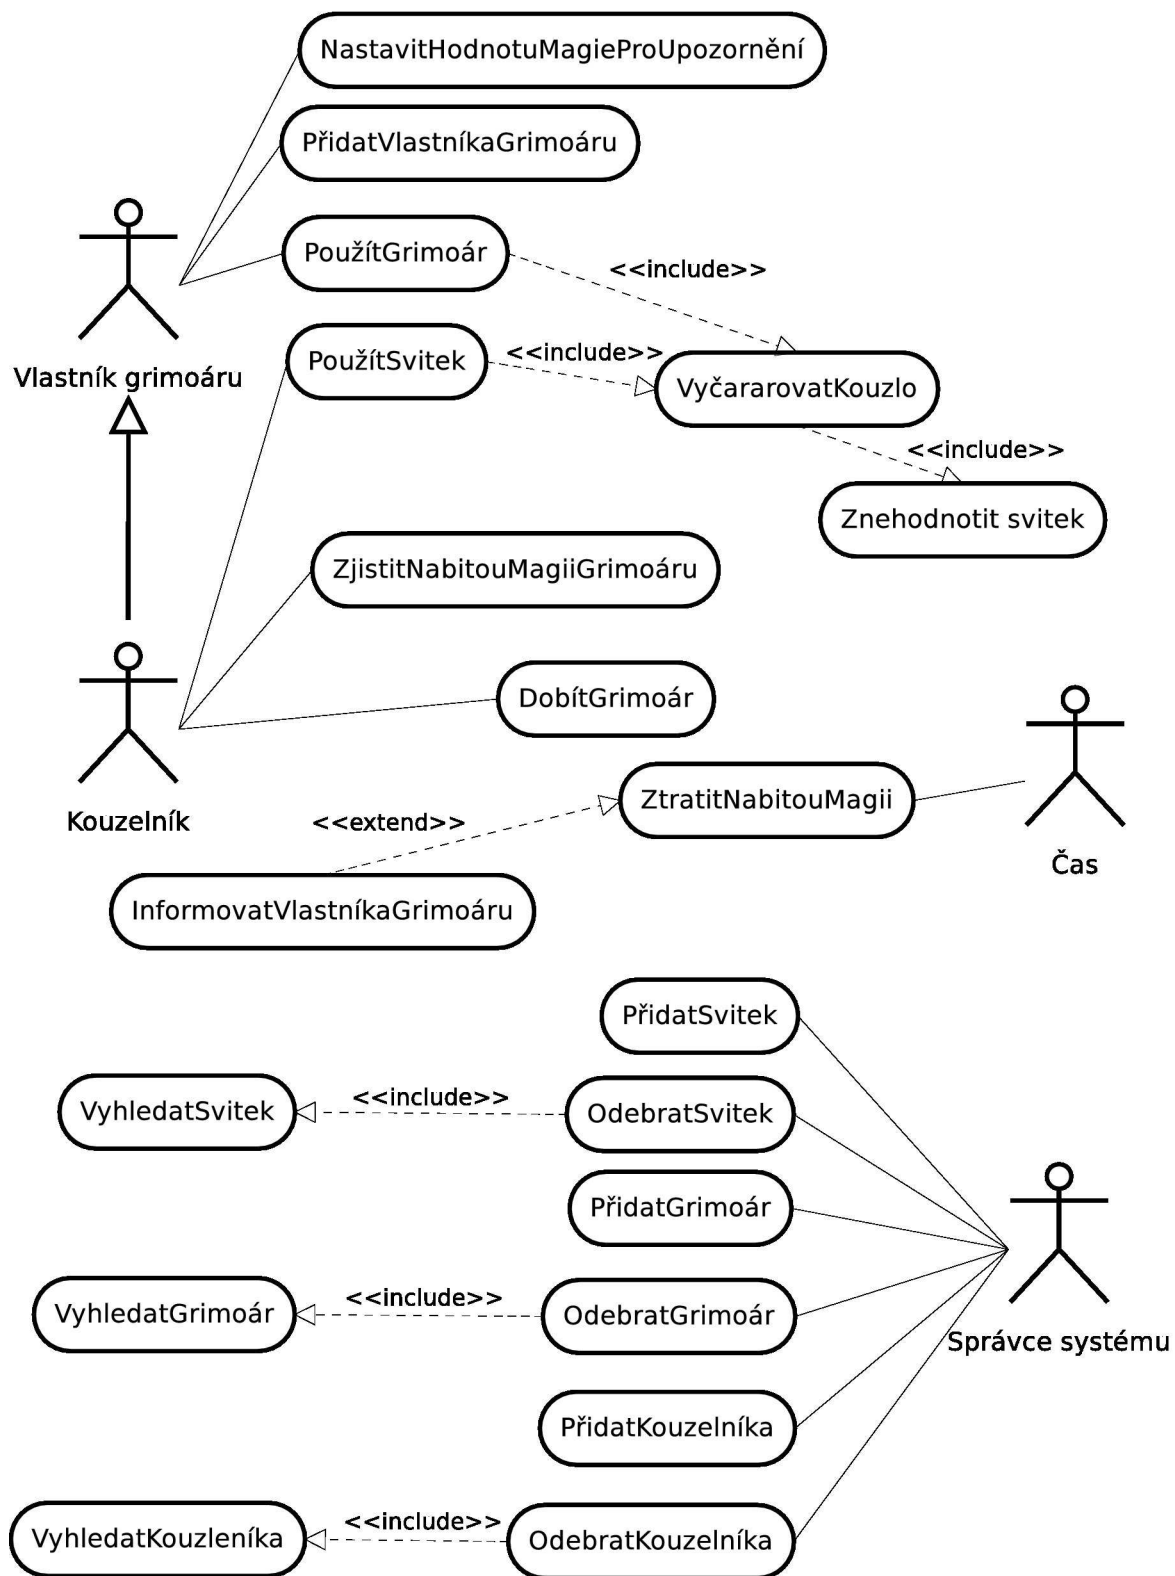 NastavitHodnotuMagieProUpozornění
PřidatVlastníkaGrimoáru
PoužítGrimoár
<<include>>
Vlastník grimoáru
PoužítSvitek
<<include>>
VyčararovatKouzlo
<<include>>
Znehodnotit svitek
ZjistitNabitouMagiiGrimoáru
DobítGrimoár
Kouzelník
<<extend>>
ZtratitNabitouMagii
Čas
InformovatVlastníkaGrimoáru
PřidatSvitek
VyhledatSvitek
<<include>>
OdebratSvitek
PřidatGrimoár
VyhledatGrimoár
<<include>>
OdebratGrimoár
Správce systému
PřidatKouzelníka
VyhledatKouzleníka
<<include>>
OdebratKouzelníka